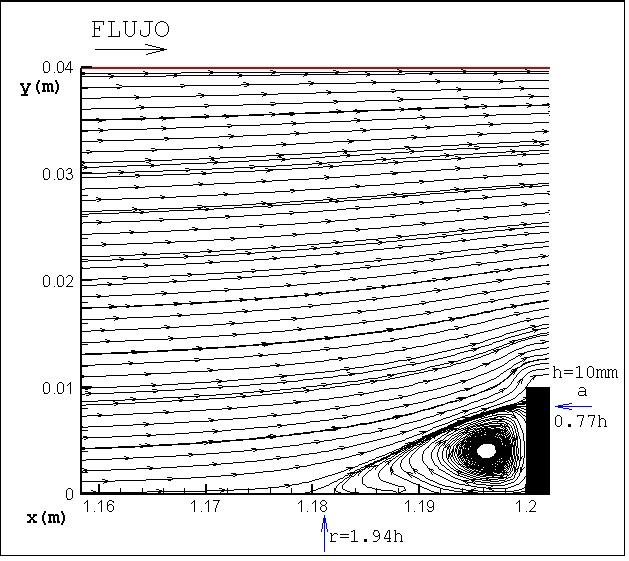 FLUJO
0.04
y(m)
0.03
0.02
0.01
h=10mm
a
0.77h
0
1.16 1.17 1.18 1.19 1.2
x(m)
r=1.94h